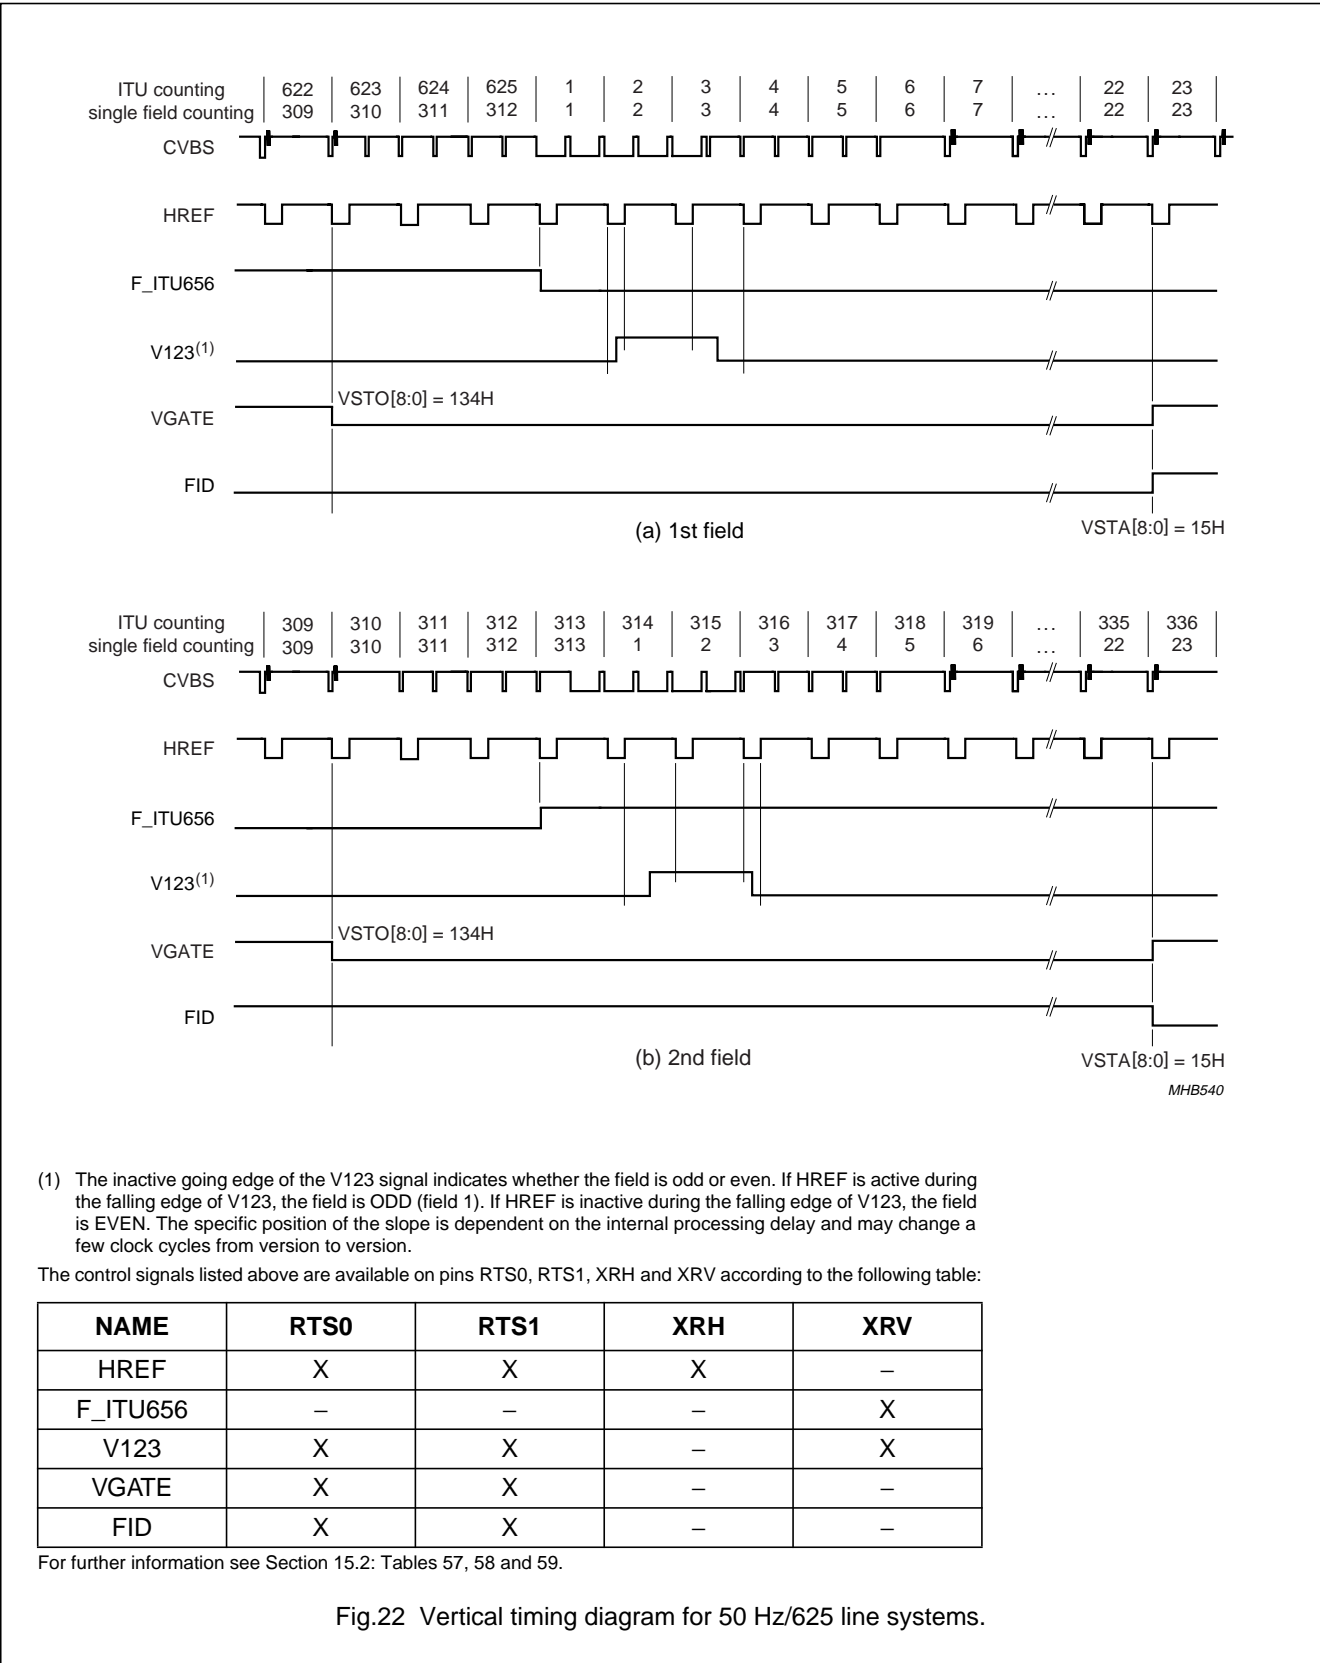 ITU counting 622 623 624 625 1 2 3 4 5 6 7 ... 22 23
single field counting 309 310 311 312 1 2 3 4 5 6 7 ... 22 23
CVBS
HREF
F_ITU656
V123(1)
VSTO[8:0] = 134H
VGATE
FID
(a) 1st field
VSTA[8:0] = 15H
ITU counting 309 310 311 312 313 314 315 316 317 318 319 ... 335 336
single field counting 309 310 311 312 313 1 2 3 4 5 6 ... 22 23
CVBS
HREF
F_ITU656
V123(1)
VSTO[8:0] = 134H
VGATE
FID
(b) 2nd field
VSTA[8:0] = 15H
MHB540
(1) The inactive going edge of the V123 signal indicates whether the field is odd or even. If HREF is active during
the falling edge of V123, the field is ODD (field 1). If HREF is inactive during the falling edge of V123, the field
is EVEN. The specific position of the slope is dependent on the internal processing delay and may change a
few clock cycles from version to version.
The control signals listed above are available on pins RTS0, RTS1, XRH and XRV according to the following table:
NAME RTS0 RTS1 XRH XRV
HREF X X X –
F_ITU656 – – – X
V123 X X – X
VGATE X X – –
FID X X – –
For further information see Section 15.2: Tables 57, 58 and 59.
Fig.22 Vertical timing diagram for 50 Hz/625 line systems.